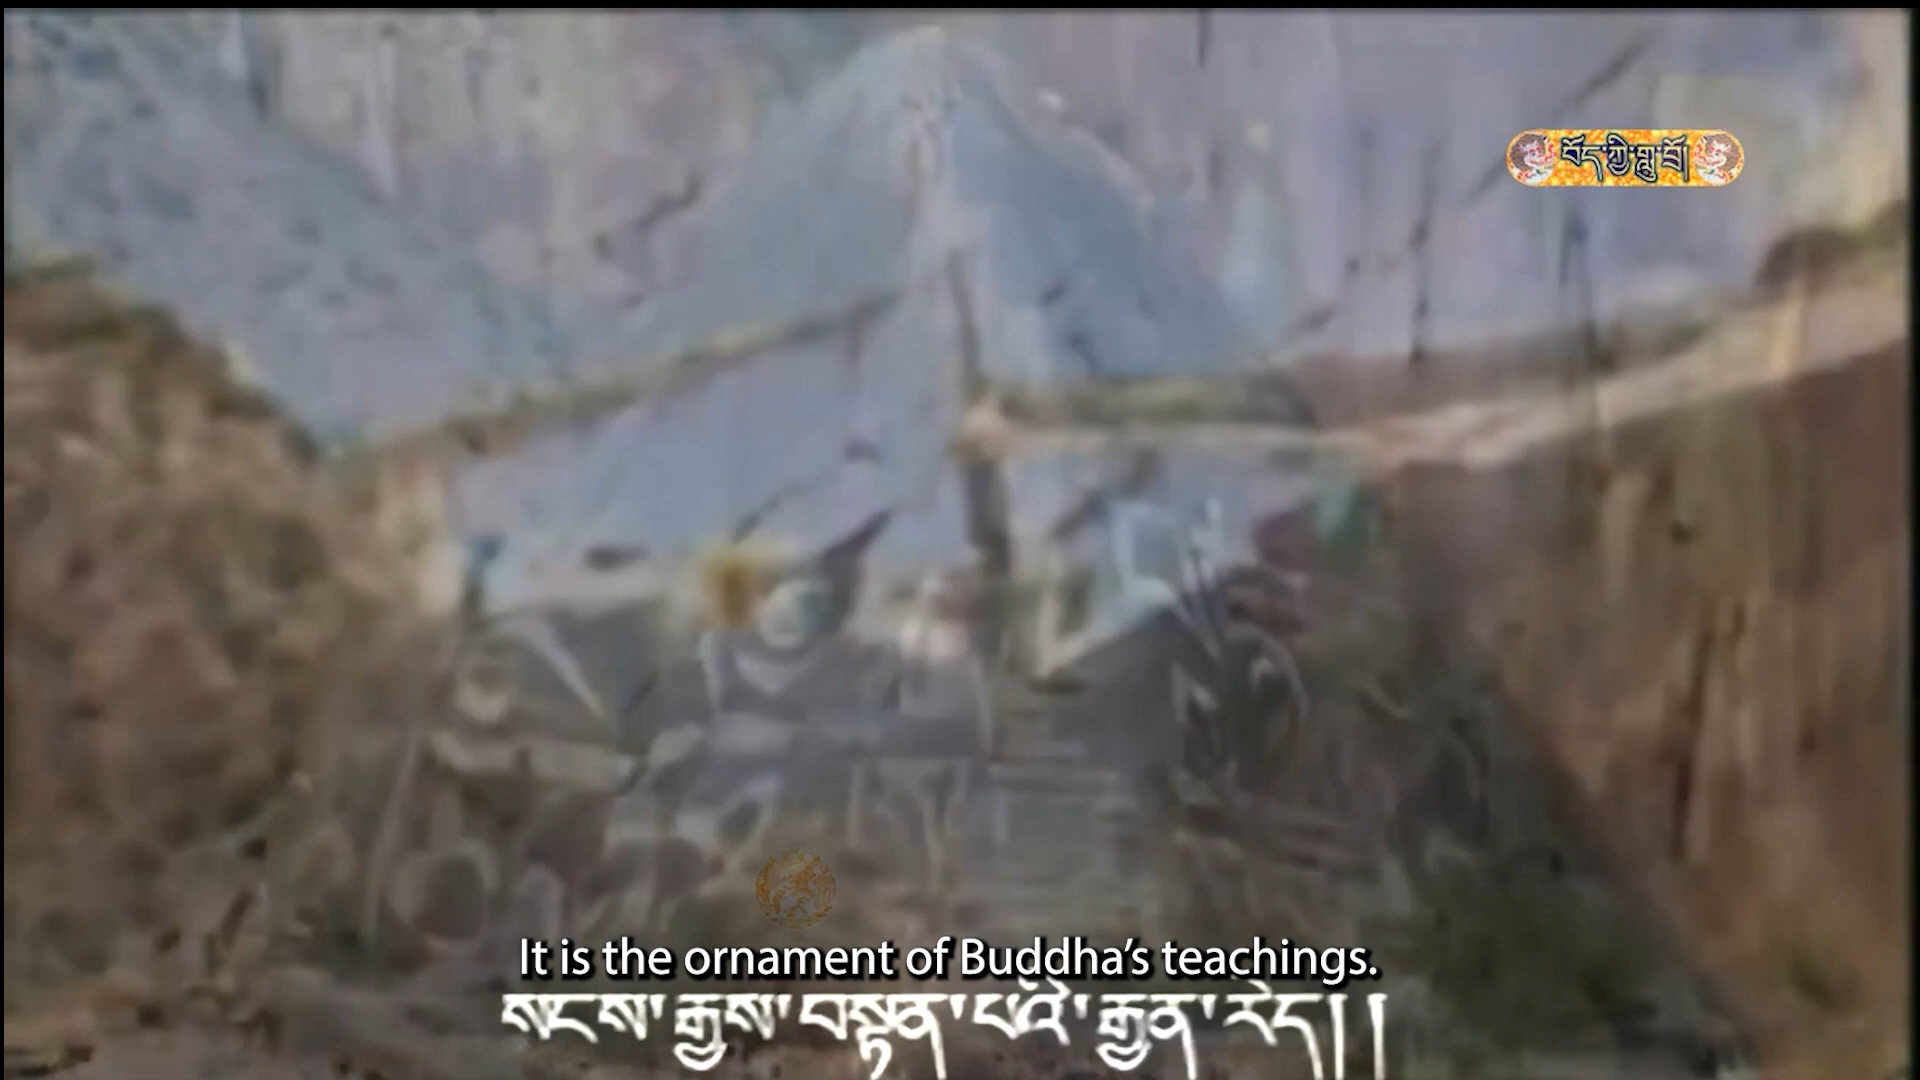 བོད་ཀྱི་གླུ་བྲོ།
It is the ornament of Buddha’s teachings.
སངས་རྒྱས་བསྟན་པའི་རྒྱན་རེད།།